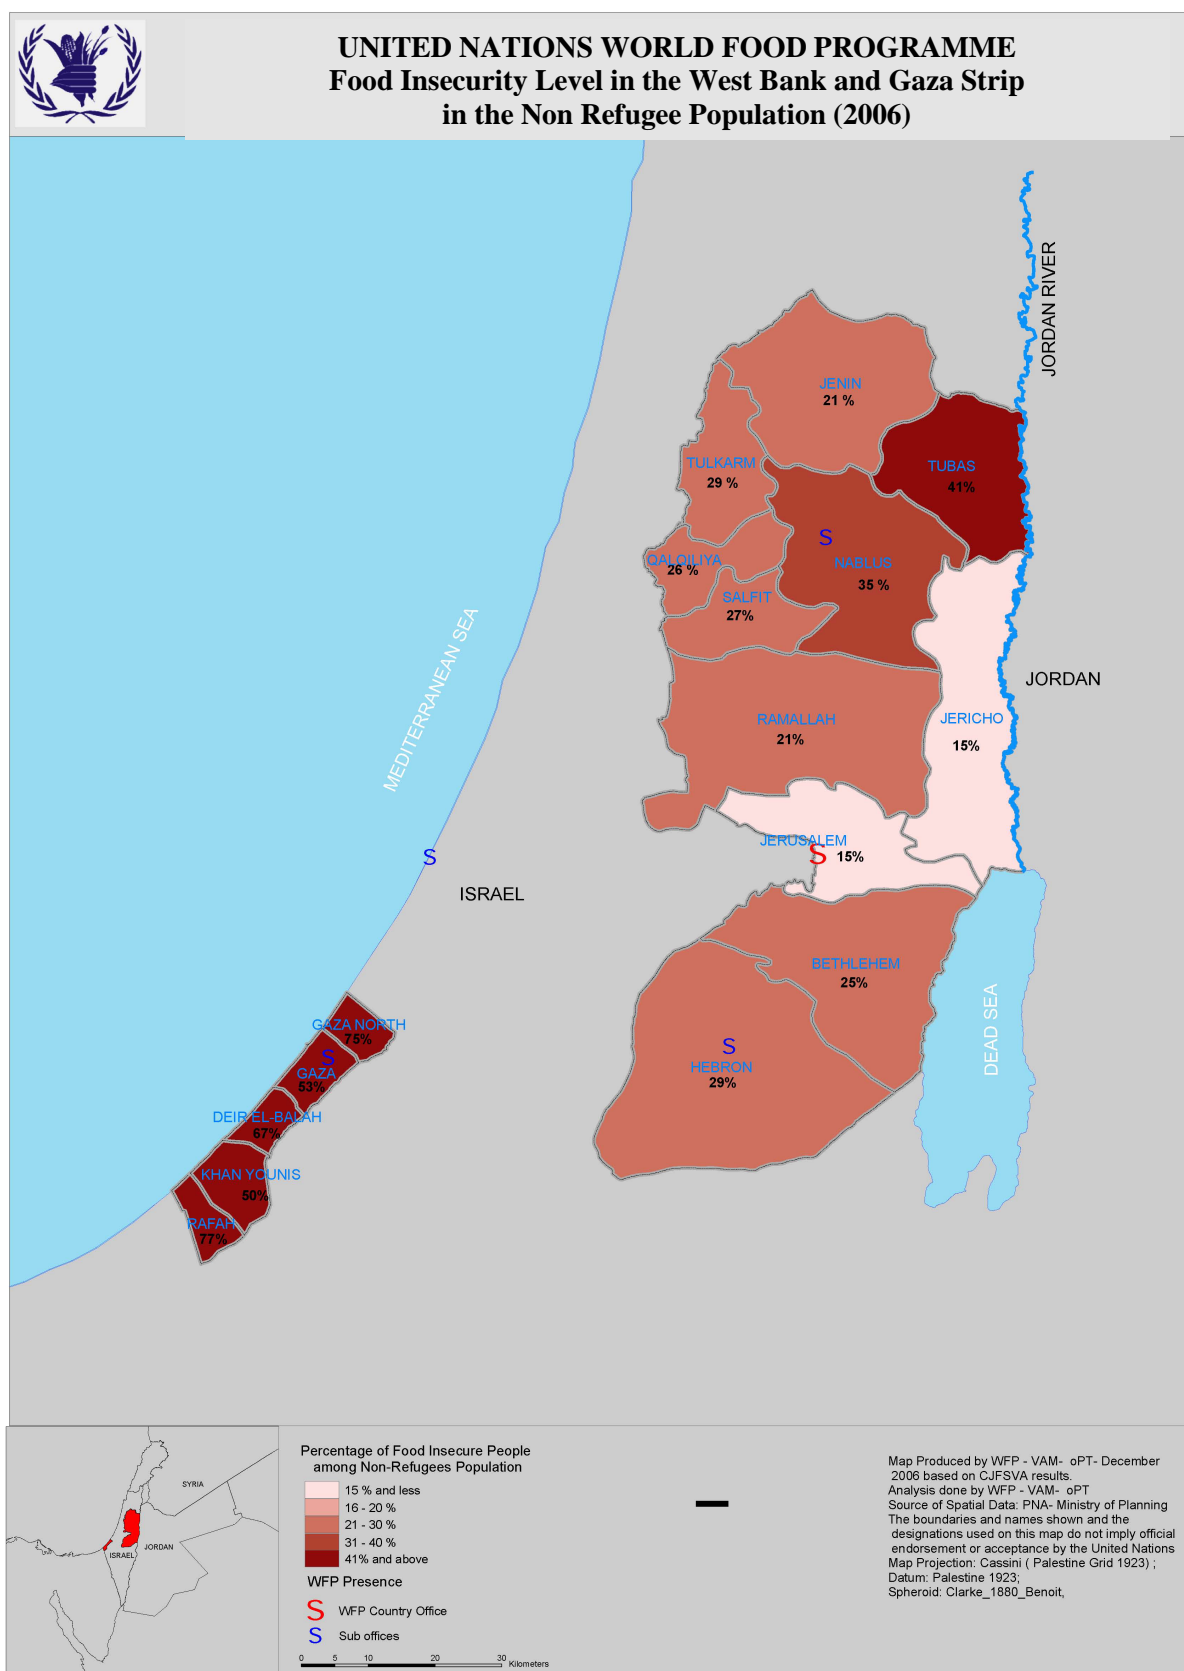 UNITED NATIONS WORLD FOOD PROGRAMME
Food Insecurity Level in the West Bank and Gaza Strip
in the Non Refugee Population (2006)
JORDAN RIVER
JENIN
21 %
TULKARM
29 %
TUBAS
41%
S
NABLUS
35 %
QALQILIYA
26 %
SALFIT
27%
MEDITERRANEAN SEA
JORDAN
RAMALLAH
21%
JERICHO
15%
JERUSALEM
S
15%
S
ISRAEL
BETHLEHEM
25%
DEAD SEA
S
HEBRON
29%
GAZA NORTH
75%
S
GAZA
53%
DEIR EL-BALAH
67%
KHAN YOUNIS
50%
RAFAH
77%
SYRIA
ISRAEL
JORDAN
Percentage of Food Insecure People
among Non-Refugees Population
15 % and less
16 - 20 %
21 - 30 %
31 - 40 %
41% and above
WFP Presence
S WFP Country Office
S Sub offices
0 5 10 20 30
Kilometers
Map Produced by WFP - VAM- oPT- December
2006 based on CJFSVA results.
Analysis done by WFP - VAM- oPT
Source of Spatial Data: PNA- Ministry of Planning
The boundaries and names shown and the
designations used on this map do not imply official
endorsement or acceptance by the United Nations
Map Projection: Cassini ( Palestine Grid 1923) ;
Datum: Palestine 1923;
Spheroid: Clarke_1880_Benoit,